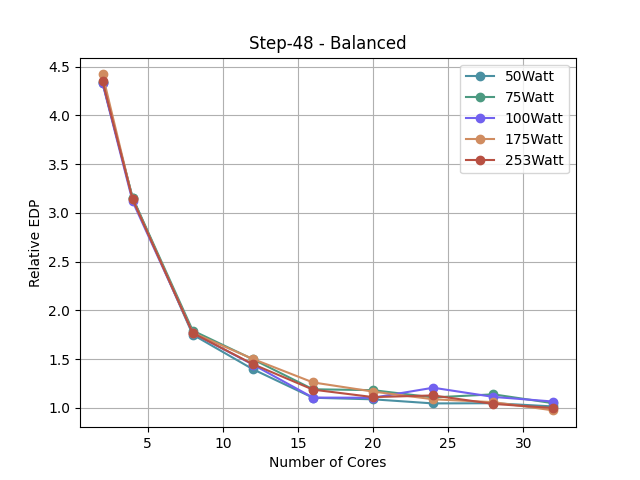 Step-48 - Balanced
50Watt
75Watt
100Watt
175Watt
253Watt
Relative EDP
4.5
4.0
3.5
3.0
2.5
2.0
1.5
1.0
5 10 15 20 25 30
Number of Cores